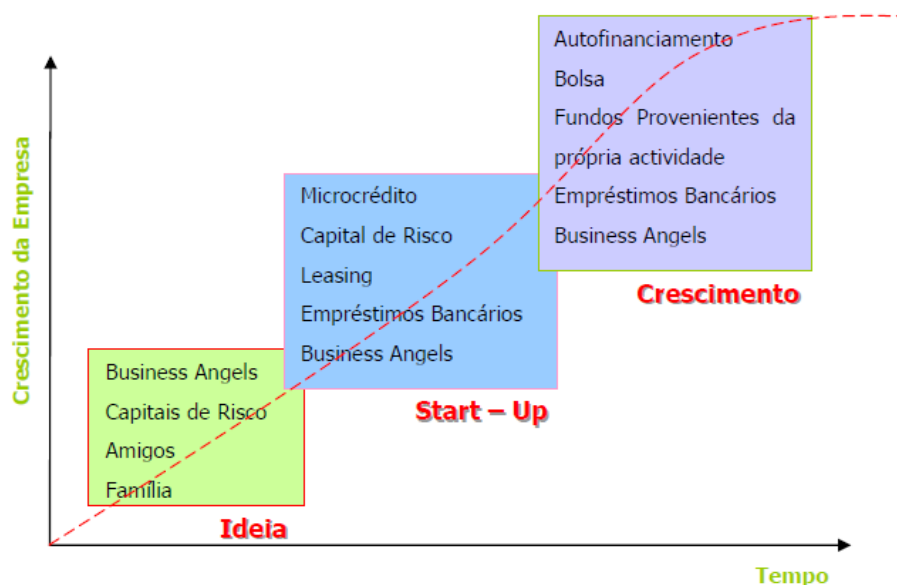 Crescimento da Empresa
Autofinanciamento
Bolsa
Fundos Provenientes da
própria actividade
Empréstimos Bancários
Business Angels
Crescimento
Microcrédito
Capital de Risco
Leasing
Empréstimos Bancários
Business Angels
Start – Up
Business Angels
Capitais de Risco
Amigos
Família
Ideia
Tempo